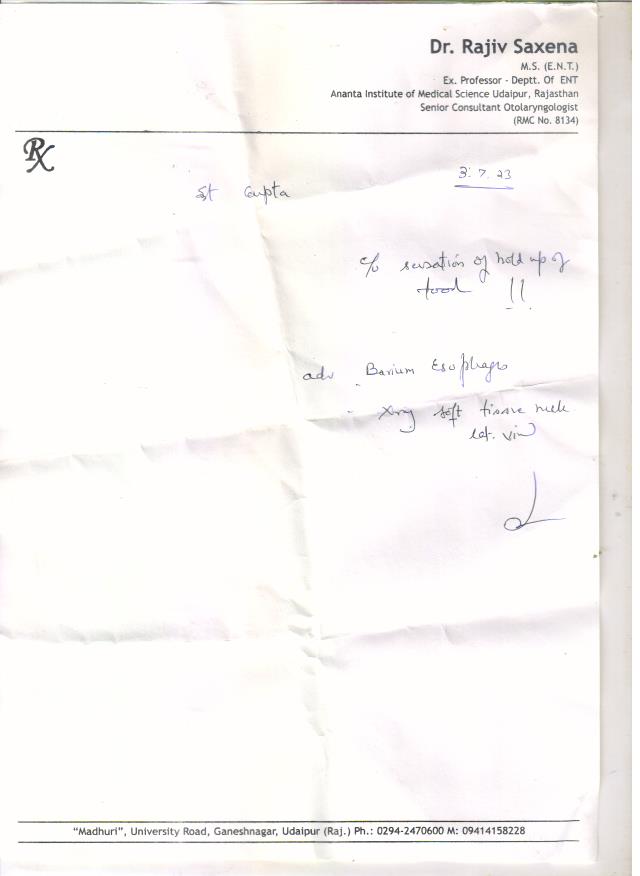 Dr. Rajiv Saxena
M.S. (E.N.T.)
Ex. Professor - Deptt. Of ENT
Ananta Institute of Medical Science Udaipur, Rajasthan
Senior Consultant Otolaryngologist
(RMC No. 8134)
Rx
3.7.23
Gupta
c/o sensation of hold up of
food !!
adv Barium Esophago
- Xray soft tissue neck
lat. view
"Madhuri", University Road, Ganeshnagar, Udaipur (Raj.) Ph.: 0294-2470600 M: 09414158228